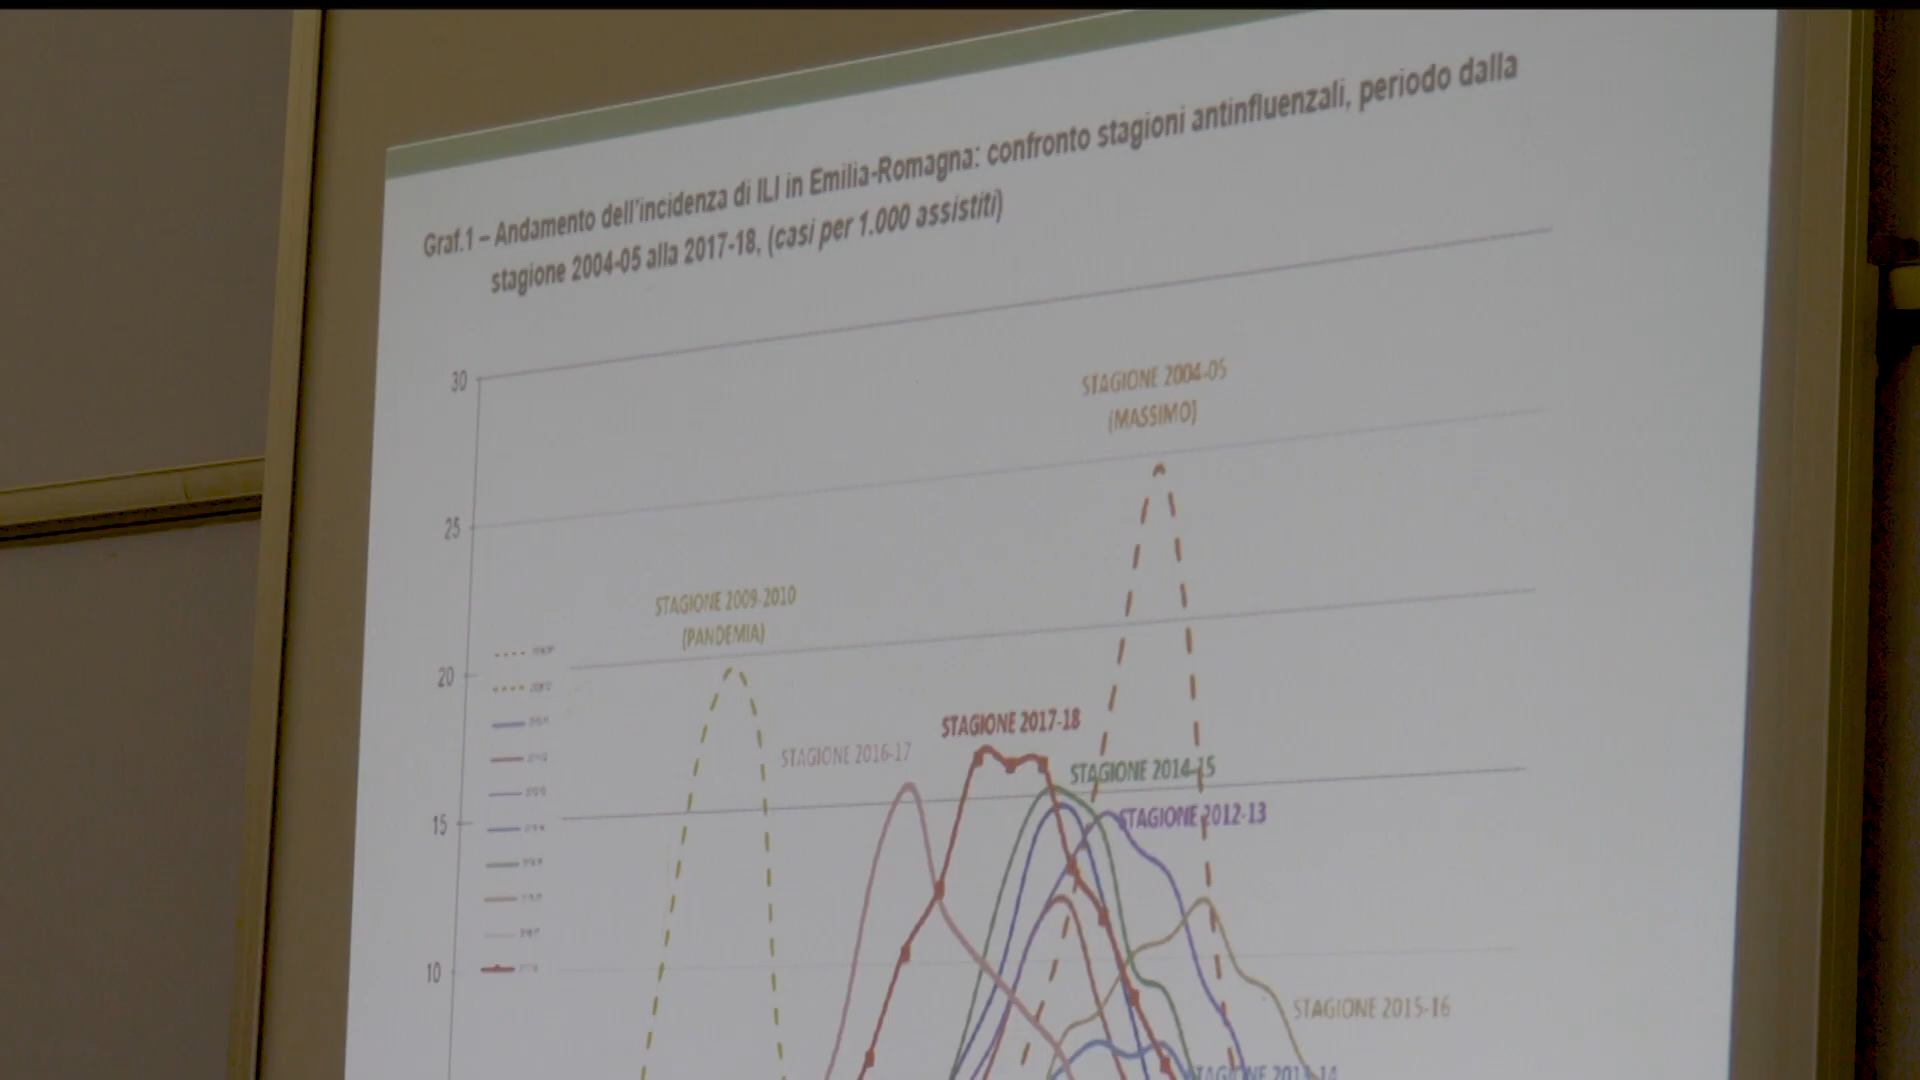 Graf.1 – Andamento dell'incidenza di ILI in Emilia-Romagna: confronto stagioni antinfluenzali, periodo dalla
stagione 2004-05 alla 2017-18, (casi per 1.000 assistiti)
30
STAGIONE 2004-05
(MASSIMO)
25
STAGIONE 2009-2010
(PANDEMIA)
20
STAGIONE 2017-18
STAGIONE 2016-17
STAGIONE 2014-15
STAGIONE 2012-13
15
10
STAGIONE 2015-16